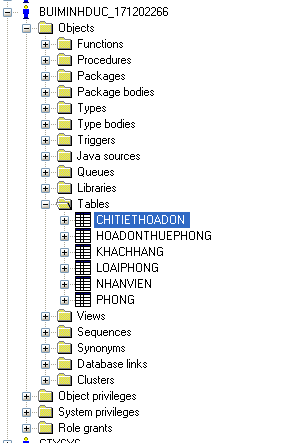 BUIMINHDUC_171202266
Objects
Functions
Procedures
Packages
Package bodies
Types
Type bodies
Triggers
Java sources
Queues
Libraries
Tables
CHITIETHOADON
HOADONTHUEPHONG
KHACHHANG
LOAIPHONG
NHANVIEN
PHONG
Views
Sequences
Synonyms
Database links
Clusters
Object privileges
System privileges
Role grants